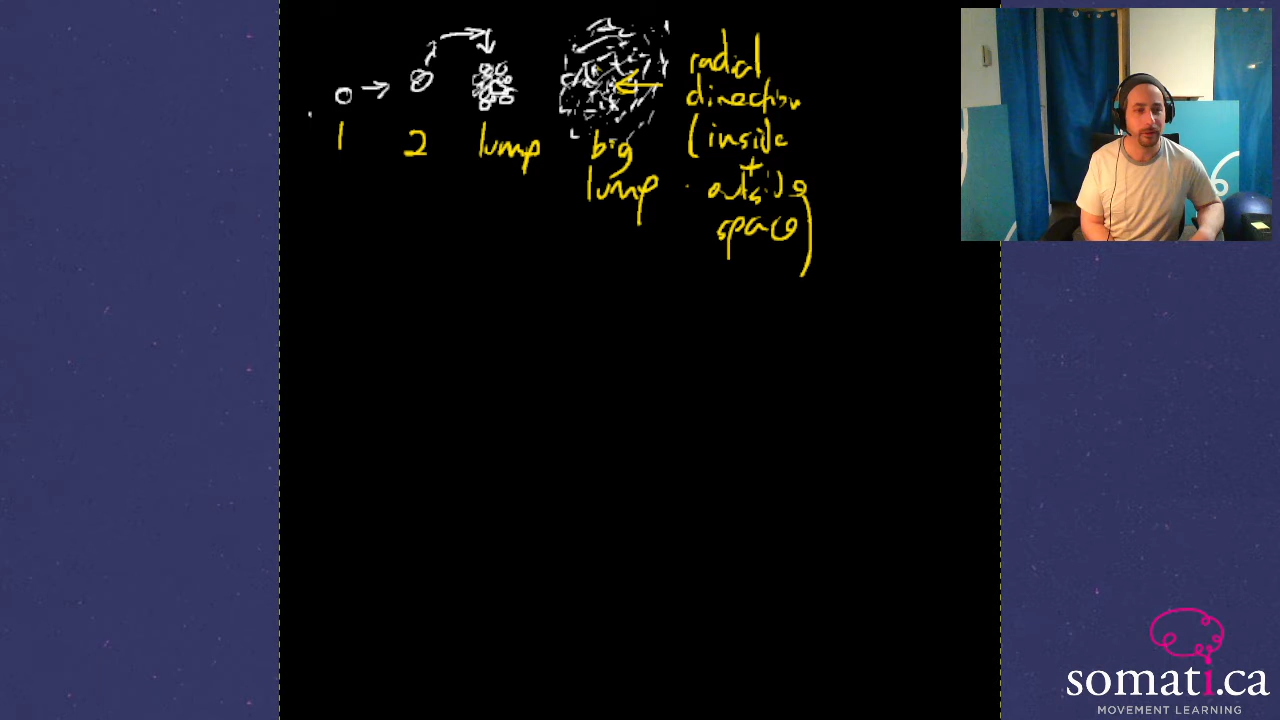 1
2
lump
big
lump
radial
direction
(inside
+
outside
space)
somati.ca
MOVEMENT LEARNING